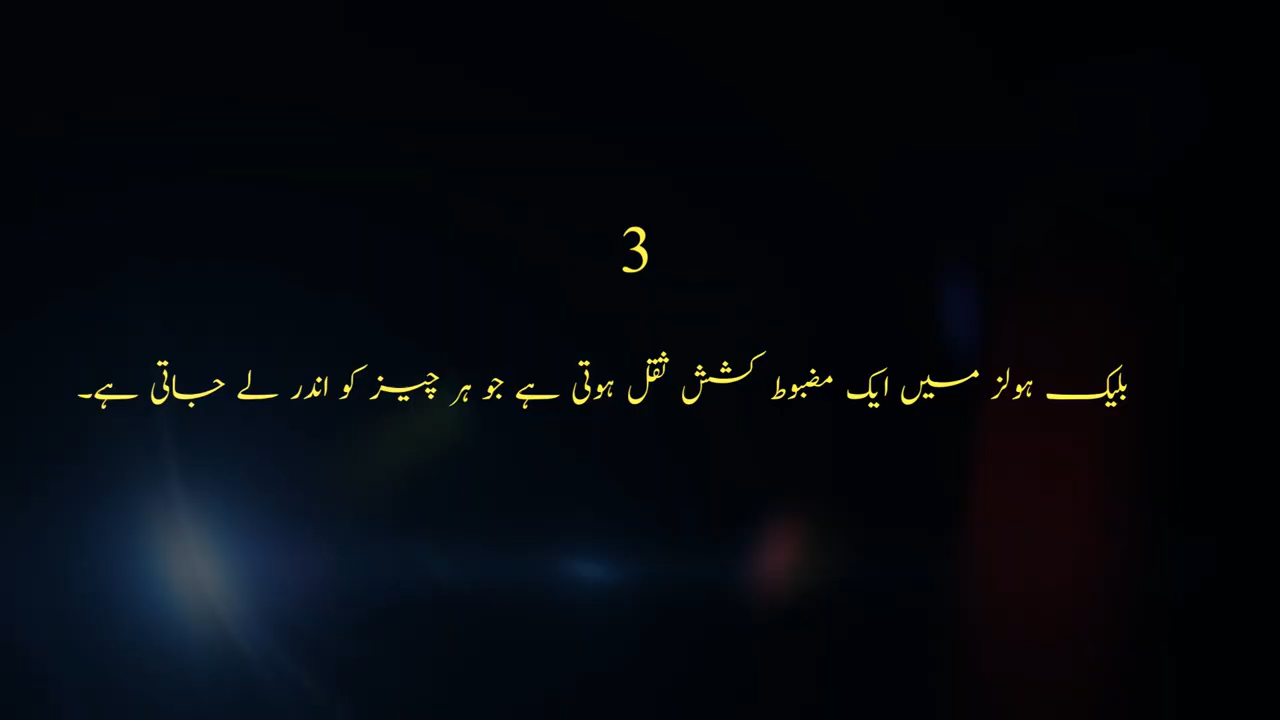 3
بلیک ہولز میں ایک مضبوط کشش ثقل ہوتی ہے جو ہر چیز کو اندر لے جاتی ہے۔